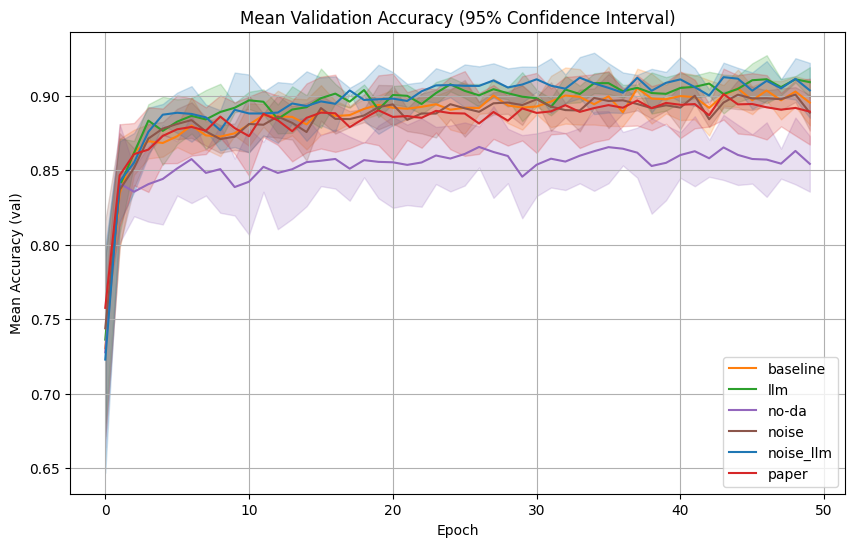 Mean Validation Accuracy (95% Confidence Interval)
Mean Accuracy (val)
0.90
0.85
0.80
0.75
0.70
0.65
0
10
20
30
40
50
Epoch
baseline
llm
no-da
noise
noise_llm
paper